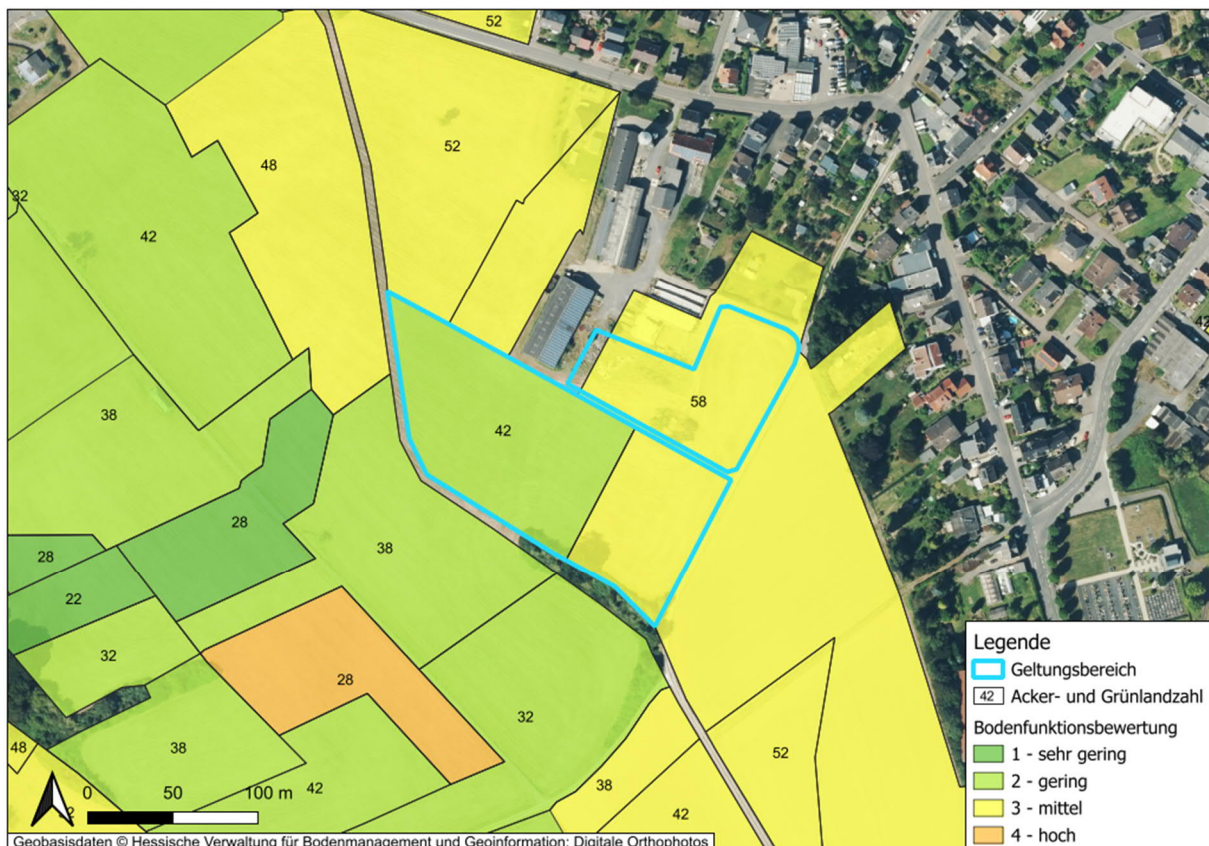 52
52
48
32
42
42
38
58
42
28
38
28
22
32
28
32
38
52
48
38
42
42
0 50 100 m
Legende
Geltungsbereich
42 Acker- und Grünlandzahl
Bodenfunktionsbewertung
1 - sehr gering
2 - gering
3 - mittel
4 - hoch
Geobasisdaten © Hessische Verwaltung für Bodenmanagement und Geoinformation: Digitale Orthophotos